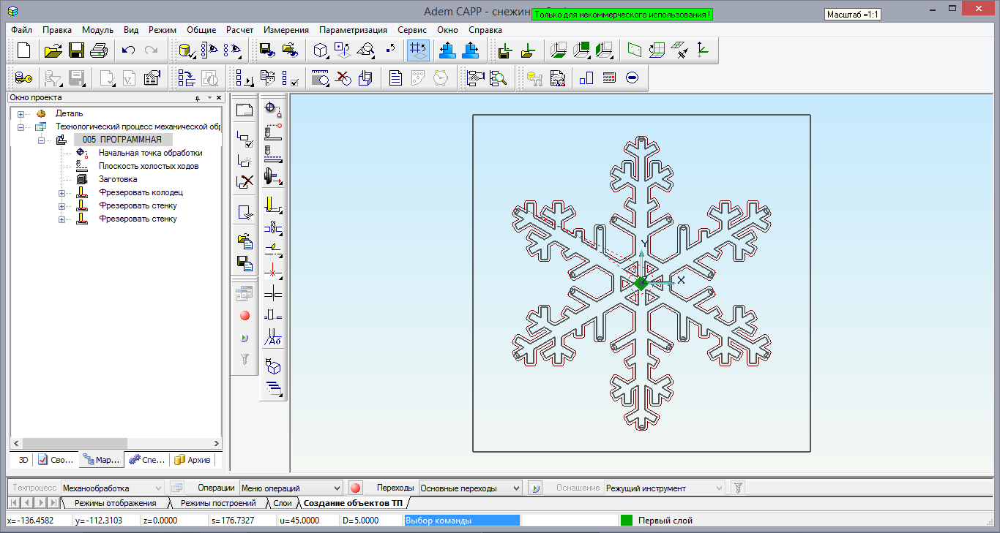 Adem CAPP - снежин
Только для некоммерческого использования !
Масштаб =1:1
Файл Правка Модуль Вид Режим Общие Расчет Измерения Параметризация Сервис Окно Справка
Окно проекта
Деталь
Технологический процесс механической обр
005 ПРОГРАММНАЯ
Начальная точка обработки
Плоскость холостых ходов
Заготовка
Фрезеровать колодец
Фрезеровать стенку
Фрезеровать стенку
Y
X
3D Сво... Мар... Спе... Архив
Техпроцесс Механообработка Операции Меню операций Переходы Основные переходы Оснащение Режущий инструмент
Режимы отображения Режимы построений Слои Создание объектов ТП
x=-136.4582 y=-112.3103 z=0.0000 s=176.7327 u=45.0000 D=5.0000 Выбор команды Первый слой